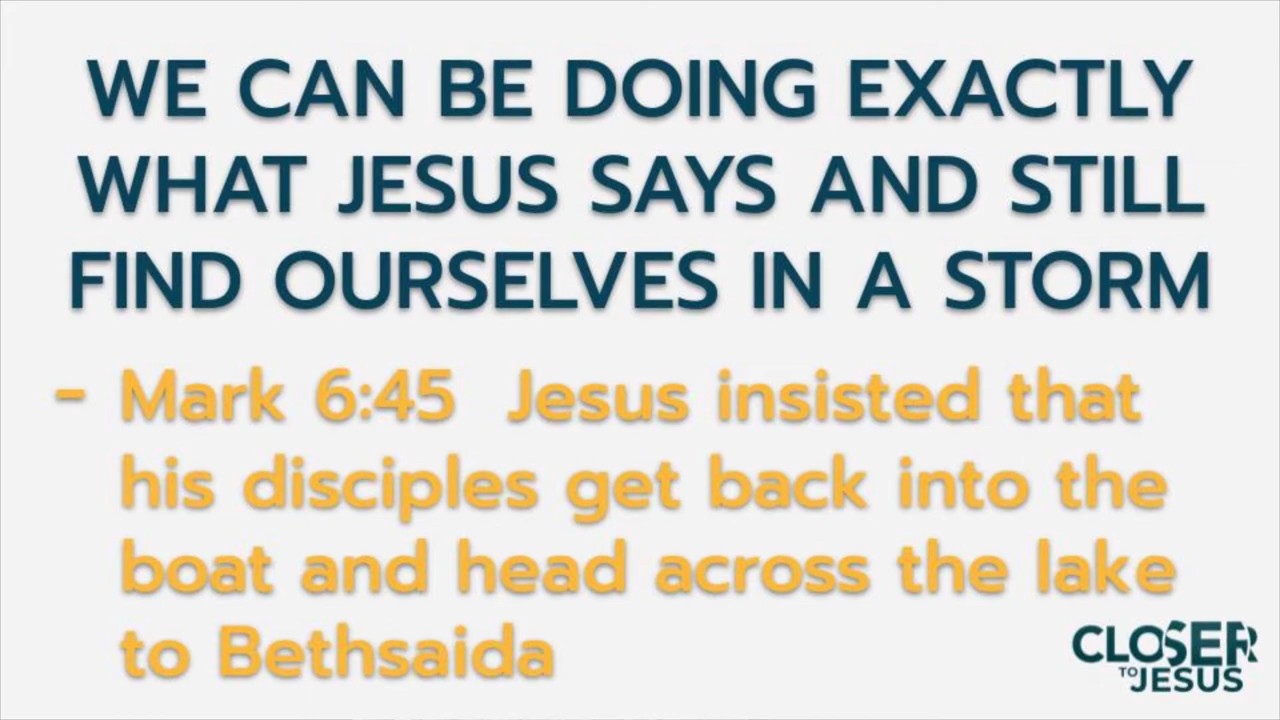 WE CAN BE DOING EXACTLY
WHAT JESUS SAYS AND STILL
FIND OURSELVES IN A STORM
- Mark 6:45 Jesus insisted that
his disciples get back into the
boat and head across the lake
to Bethsaida
CLOSER
TO JESUS